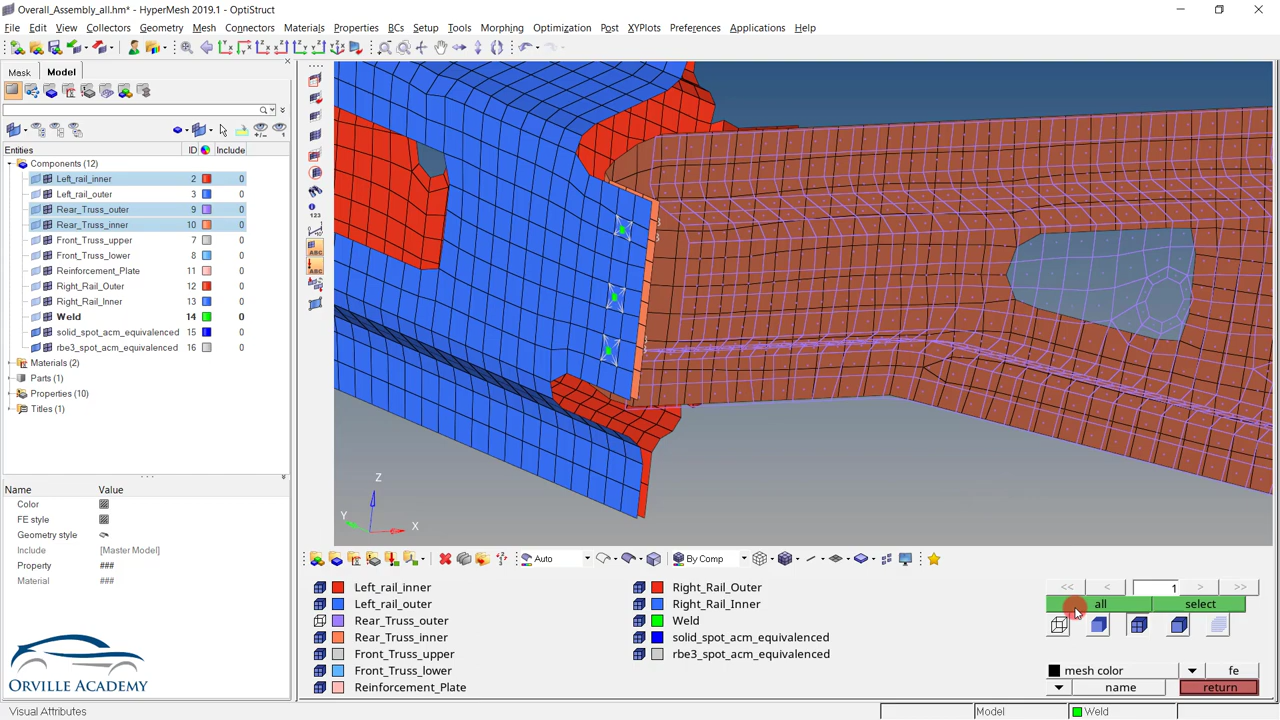 Overall_Assembly_all.hm* - HyperMesh 2019.1 - OptiStruct
File Edit View Collectors Geometry Mesh Connectors Materials Properties BCs Setup Tools Morphing Optimization Post XYPlots Preferences Applications Help
Mask Model
Entities ID Include
Components (12)
Left_rail_inner 2 0
Left_rail_outer 3 0
Rear_Truss_outer 9 0
Rear_Truss_inner 10 0
Front_Truss_upper 7 0
Front_Truss_lower 8 0
Reinforcement_Plate 11 0
Right_Rail_Outer 12 0
Right_Rail_Inner 13 0
Weld 14 0
solid_spot_acm_equivalenced 15 0
rbe3_spot_acm_equivalenced 16 0
Materials (2)
Parts (1)
Properties (10)
Titles (1)
Name Value
Color
FE style
Geometry style
Include [Master Model]
Property ###
Material ###
ORVILLE ACADEMY
123
ABC
ABC
Z
Y
X
Auto By Comp
Left_rail_inner Right_Rail_Outer
Left_rail_outer Right_Rail_Inner
Rear_Truss_outer Weld
Rear_Truss_inner solid_spot_acm_equivalenced
Front_Truss_upper rbe3_spot_acm_equivalenced
Front_Truss_lower
Reinforcement_Plate
<< < 1 > >>
all select
mesh color fe
name return
Visual Attributes Model Weld